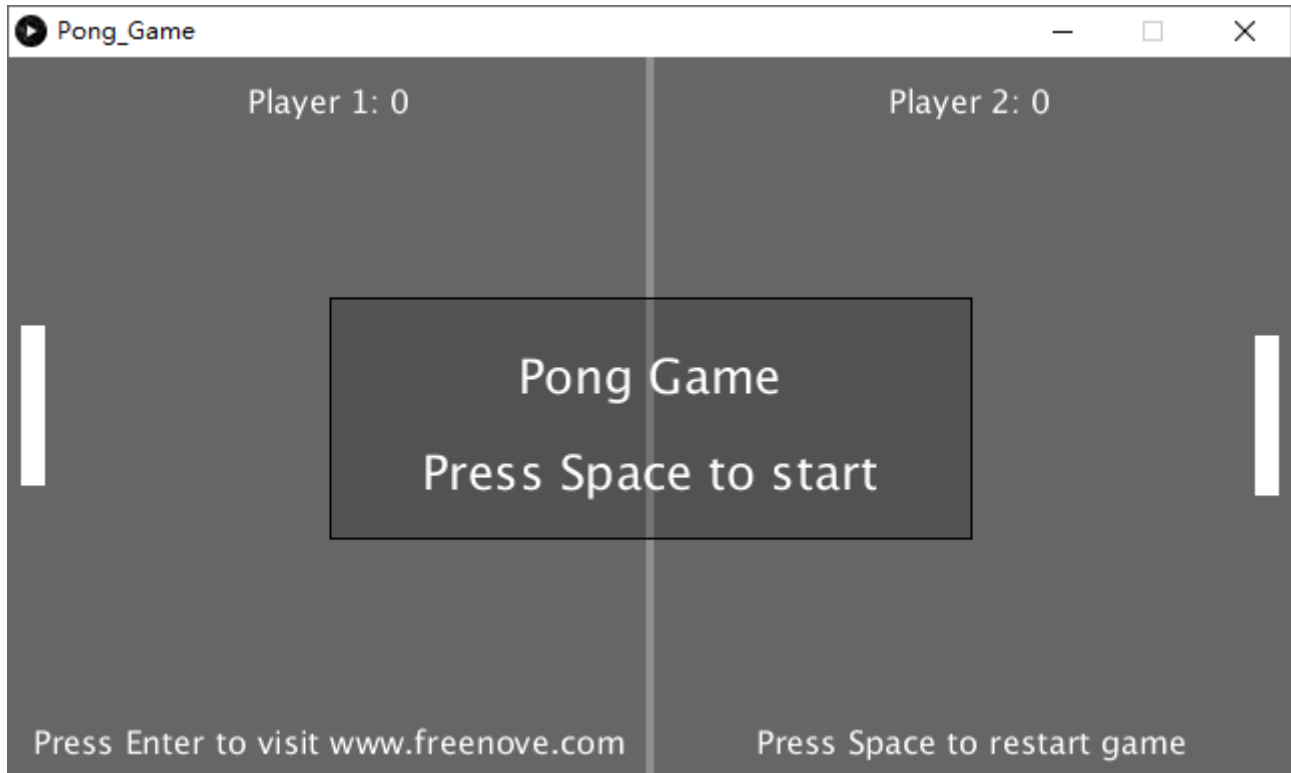 Pong_Game
Player 1: 0
Player 2: 0
Pong Game
Press Space to start
Press Enter to visit www.freenove.com
Press Space to restart game